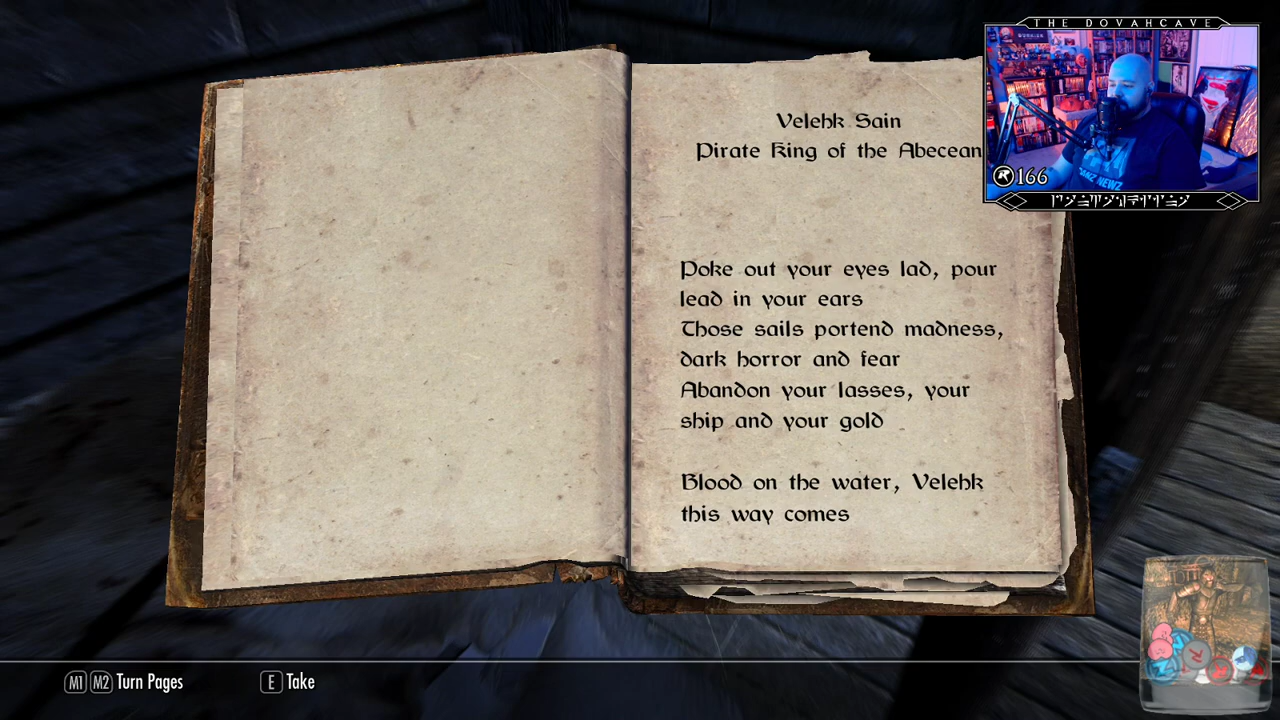 THE DOVAHCAVE
Velehk Sain
Pirate King of the Abecean
166
Poke out your eyes lad, pour
lead in your ears
Those sails portend madness,
dark horror and fear
Abandon your lasses, your
ship and your gold
Blood on the water, Velehk
this way comes
M1 M2 Turn Pages
E Take